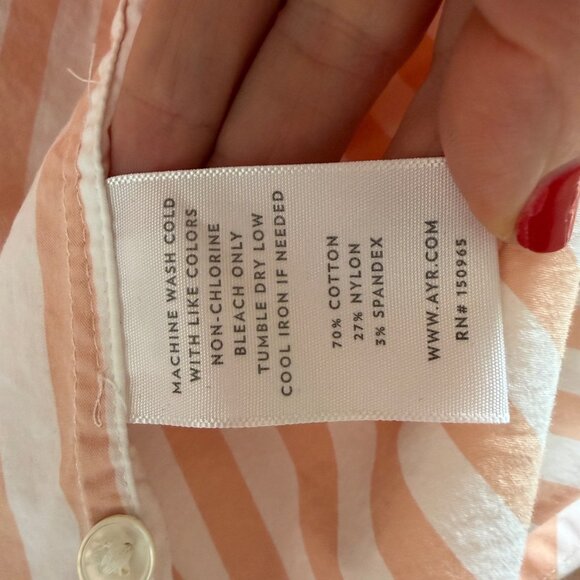 MACHINE WASH COLD
WITH LIKE COLORS
NON-CHLORINE
BLEACH ONLY
TUMBLE DRY LOW
COOL IRON IF NEEDED
70% COTTON
27% NYLON
3% SPANDEX
WWW.AYR.COM
RN# 150965